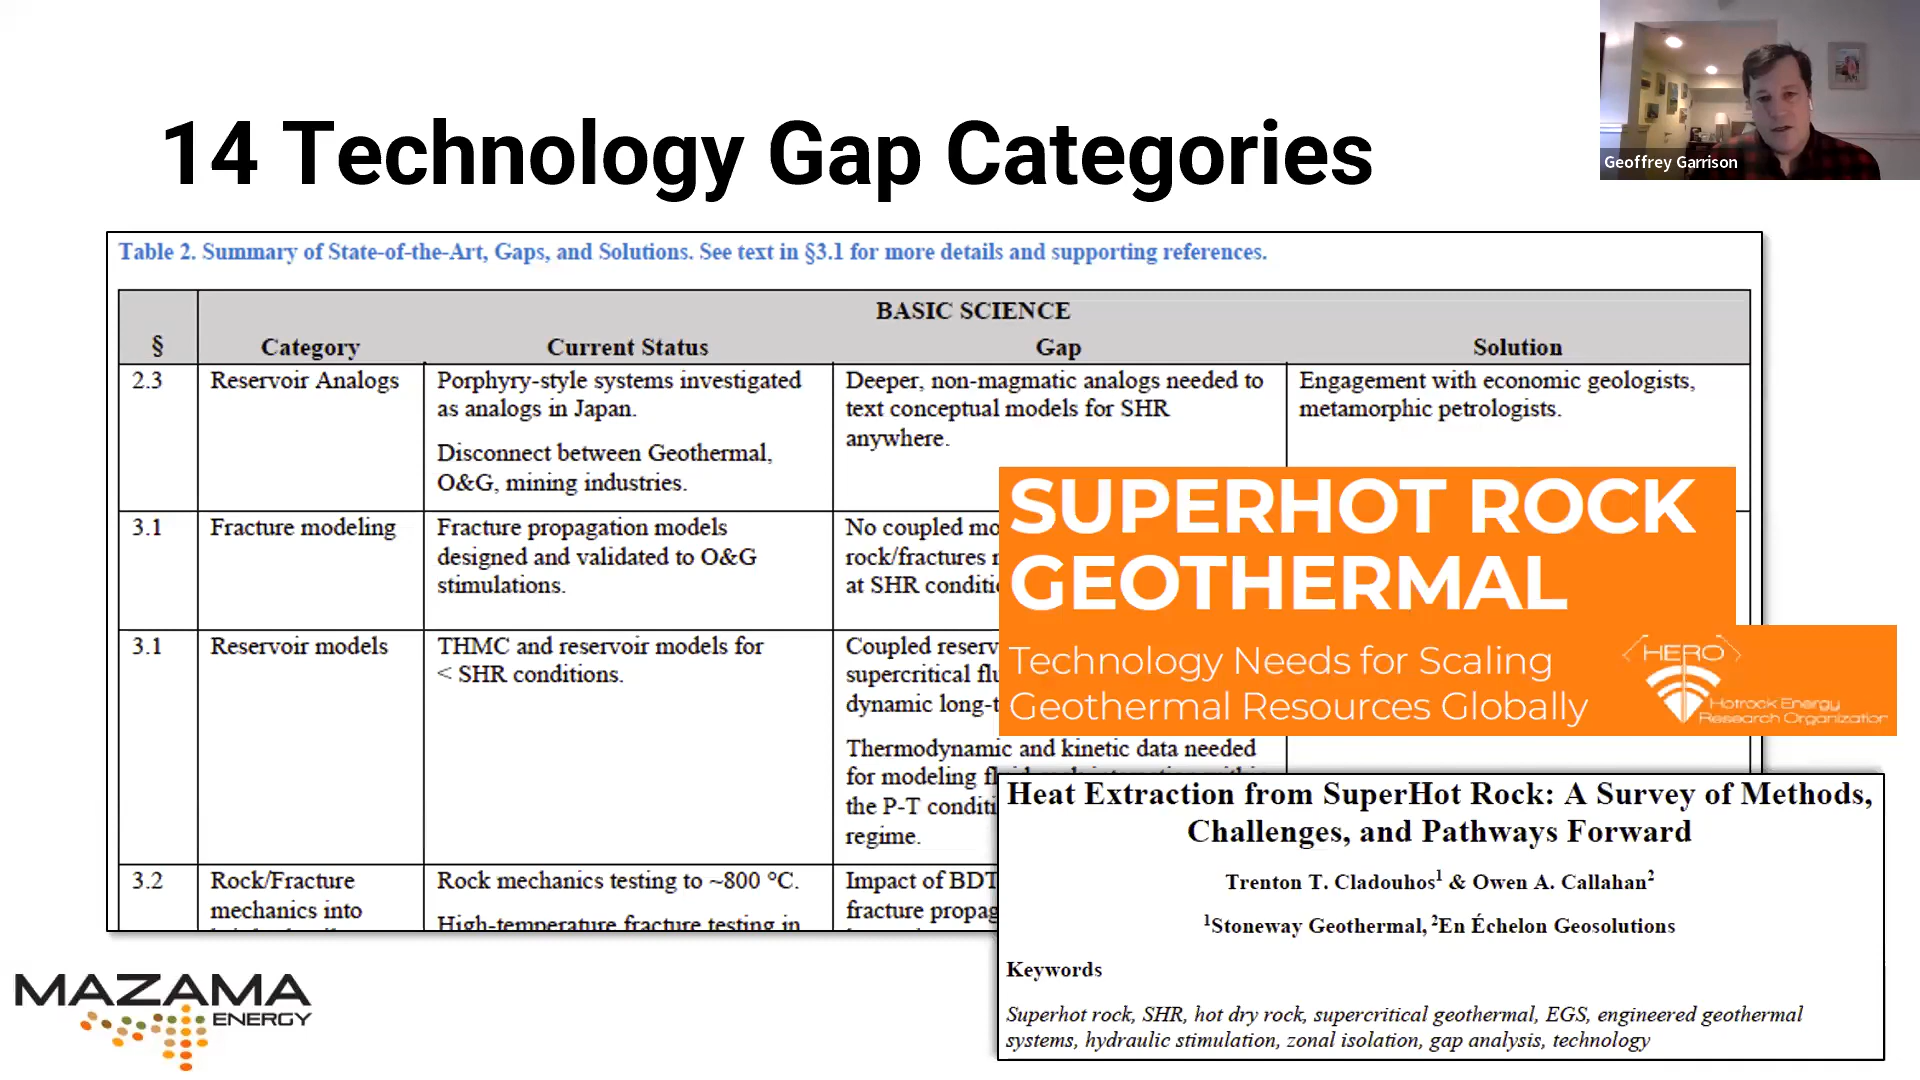 14 Technology Gap Categories
Geoffrey Garrison
Table 2. Summary of State-of-the-Art, Gaps, and Solutions. See text in §3.1 for more details and supporting references.
BASIC SCIENCE
§ Category Current Status Gap Solution
2.3 Reservoir Analogs Porphyry-style systems investigated Deeper, non-magmatic analogs needed to Engagement with economic geologists,
as analogs in Japan. text conceptual models for SHR metamorphic petrologists.
anywhere.
Disconnect between Geothermal,
O&G, mining industries.
3.1 Fracture modeling Fracture propagation models No coupled
designed and validated to O&G rock/fractures
stimulations. at SHR
3.1 Reservoir models THMC and reservoir models for Coupled
< SHR conditions. supercritical
dynamic
Thermodynamic and kinetic data needed
for modeling
the P-T
regime.
3.2 Rock/Fracture Rock mechanics testing to ~800 °C. Impact of BDT
mechanics into fracture
High-temperature fracture testing in
SUPERHOT ROCK
GEOTHERMAL
Technology Needs for Scaling
Geothermal Resources Globally
HERO
Hotrock Energy
Research Organization
Heat Extraction from SuperHot Rock: A Survey of Methods,
Challenges, and Pathways Forward
Trenton T. Cladouhos1 & Owen A. Callahan2
1Stoneway Geothermal, 2En Échelon Geosolutions
Keywords
Superhot rock, SHR, hot dry rock, supercritical geothermal, EGS, engineered geothermal
systems, hydraulic stimulation, zonal isolation, gap analysis, technology
MAZAMA
ENERGY